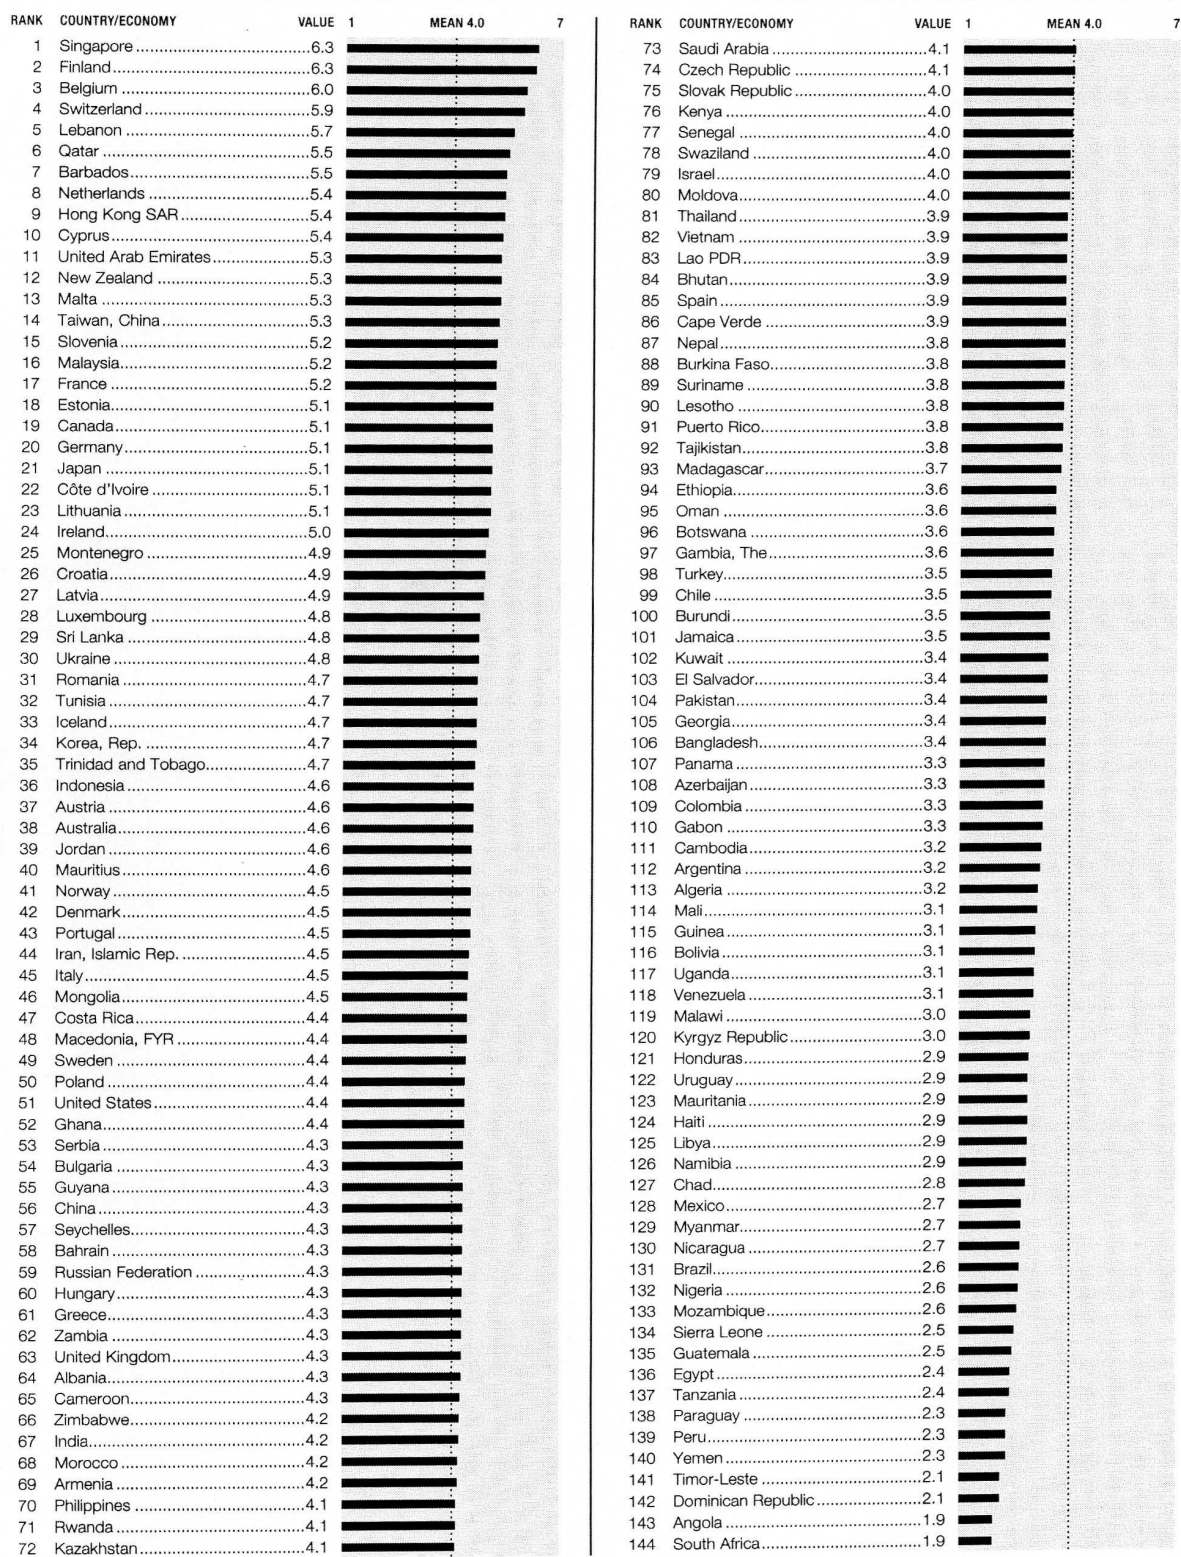 RANK COUNTRY/ECONOMY VALUE 1 MEAN 4.0 7
1 Singapore 6.3
2 Finland 6.3
3 Belgium 6.0
4 Switzerland 5.9
5 Lebanon 5.7
6 Qatar 5.5
7 Barbados 5.5
8 Netherlands 5.4
9 Hong Kong SAR 5.4
10 Cyprus 5.4
11 United Arab Emirates 5.3
12 New Zealand 5.3
13 Malta 5.3
14 Taiwan, China 5.3
15 Slovenia 5.2
16 Malaysia 5.2
17 France 5.2
18 Estonia 5.1
19 Canada 5.1
20 Germany 5.1
21 Japan 5.1
22 Côte d'Ivoire 5.1
23 Lithuania 5.1
24 Ireland 5.0
25 Montenegro 4.9
26 Croatia 4.9
27 Latvia 4.9
28 Luxembourg 4.8
29 Sri Lanka 4.8
30 Ukraine 4.8
31 Romania 4.7
32 Tunisia 4.7
33 Iceland 4.7
34 Korea, Rep. 4.7
35 Trinidad and Tobago 4.7
36 Indonesia 4.6
37 Austria 4.6
38 Australia 4.6
39 Jordan 4.6
40 Mauritius 4.6
41 Norway 4.5
42 Denmark 4.5
43 Portugal 4.5
44 Iran, Islamic Rep. 4.5
45 Italy 4.5
46 Mongolia 4.5
47 Costa Rica 4.4
48 Macedonia, FYR 4.4
49 Sweden 4.4
50 Poland 4.4
51 United States 4.4
52 Ghana 4.4
53 Serbia 4.3
54 Bulgaria 4.3
55 Guyana 4.3
56 China 4.3
57 Seychelles 4.3
58 Bahrain 4.3
59 Russian Federation 4.3
60 Hungary 4.3
61 Greece 4.3
62 Zambia 4.3
63 United Kingdom 4.3
64 Albania 4.3
65 Cameroon 4.3
66 Zimbabwe 4.2
67 India 4.2
68 Morocco 4.2
69 Armenia 4.2
70 Philippines 4.1
71 Rwanda 4.1
72 Kazakhstan 4.1
RANK COUNTRY/ECONOMY VALUE 1 MEAN 4.0 7
73 Saudi Arabia 4.1
74 Czech Republic 4.1
75 Slovak Republic 4.0
76 Kenya 4.0
77 Senegal 4.0
78 Swaziland 4.0
79 Israel 4.0
80 Moldova 4.0
81 Thailand 3.9
82 Vietnam 3.9
83 Lao PDR 3.9
84 Bhutan 3.9
85 Spain 3.9
86 Cape Verde 3.9
87 Nepal 3.8
88 Burkina Faso 3.8
89 Suriname 3.8
90 Lesotho 3.8
91 Puerto Rico 3.8
92 Tajikistan 3.8
93 Madagascar 3.7
94 Ethiopia 3.6
95 Oman 3.6
96 Botswana 3.6
97 Gambia, The 3.6
98 Turkey 3.5
99 Chile 3.5
100 Burundi 3.5
101 Jamaica 3.5
102 Kuwait 3.4
103 El Salvador 3.4
104 Pakistan 3.4
105 Georgia 3.4
106 Bangladesh 3.4
107 Panama 3.3
108 Azerbaijan 3.3
109 Colombia 3.3
110 Gabon 3.3
111 Cambodia 3.2
112 Argentina 3.2
113 Algeria 3.2
114 Mali 3.1
115 Guinea 3.1
116 Bolivia 3.1
117 Uganda 3.1
118 Venezuela 3.1
119 Malawi 3.0
120 Kyrgyz Republic 3.0
121 Honduras 2.9
122 Uruguay 2.9
123 Mauritania 2.9
124 Haiti 2.9
125 Libya 2.9
126 Namibia 2.9
127 Chad 2.8
128 Mexico 2.7
129 Myanmar 2.7
130 Nicaragua 2.7
131 Brazil 2.6
132 Nigeria 2.6
133 Mozambique 2.6
134 Sierra Leone 2.5
135 Guatemala 2.5
136 Egypt 2.4
137 Tanzania 2.4
138 Paraguay 2.3
139 Peru 2.3
140 Yemen 2.3
141 Timor-Leste 2.1
142 Dominican Republic 2.1
143 Angola 1.9
144 South Africa 1.9